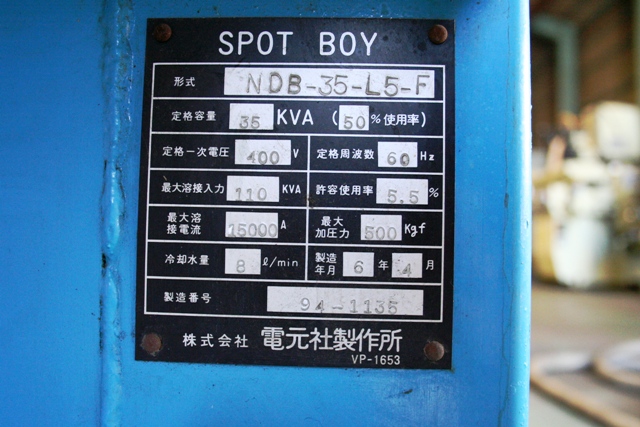 SPOT BOY
形式 NDB-35-L5-F
定格容量 35 KVA (50%使用率)
定格一次電圧 400 V 定格周波数 60 Hz
最大溶接入力 110 KVA 許容使用率 5.5 %
最大溶接電流 15000 A 最大加圧力 500 Kgf
冷却水量 8 ℓ/min 製造年月 6 年 4 月
製造番号 94-1135
株式会社 電元社製作所
VP-1653